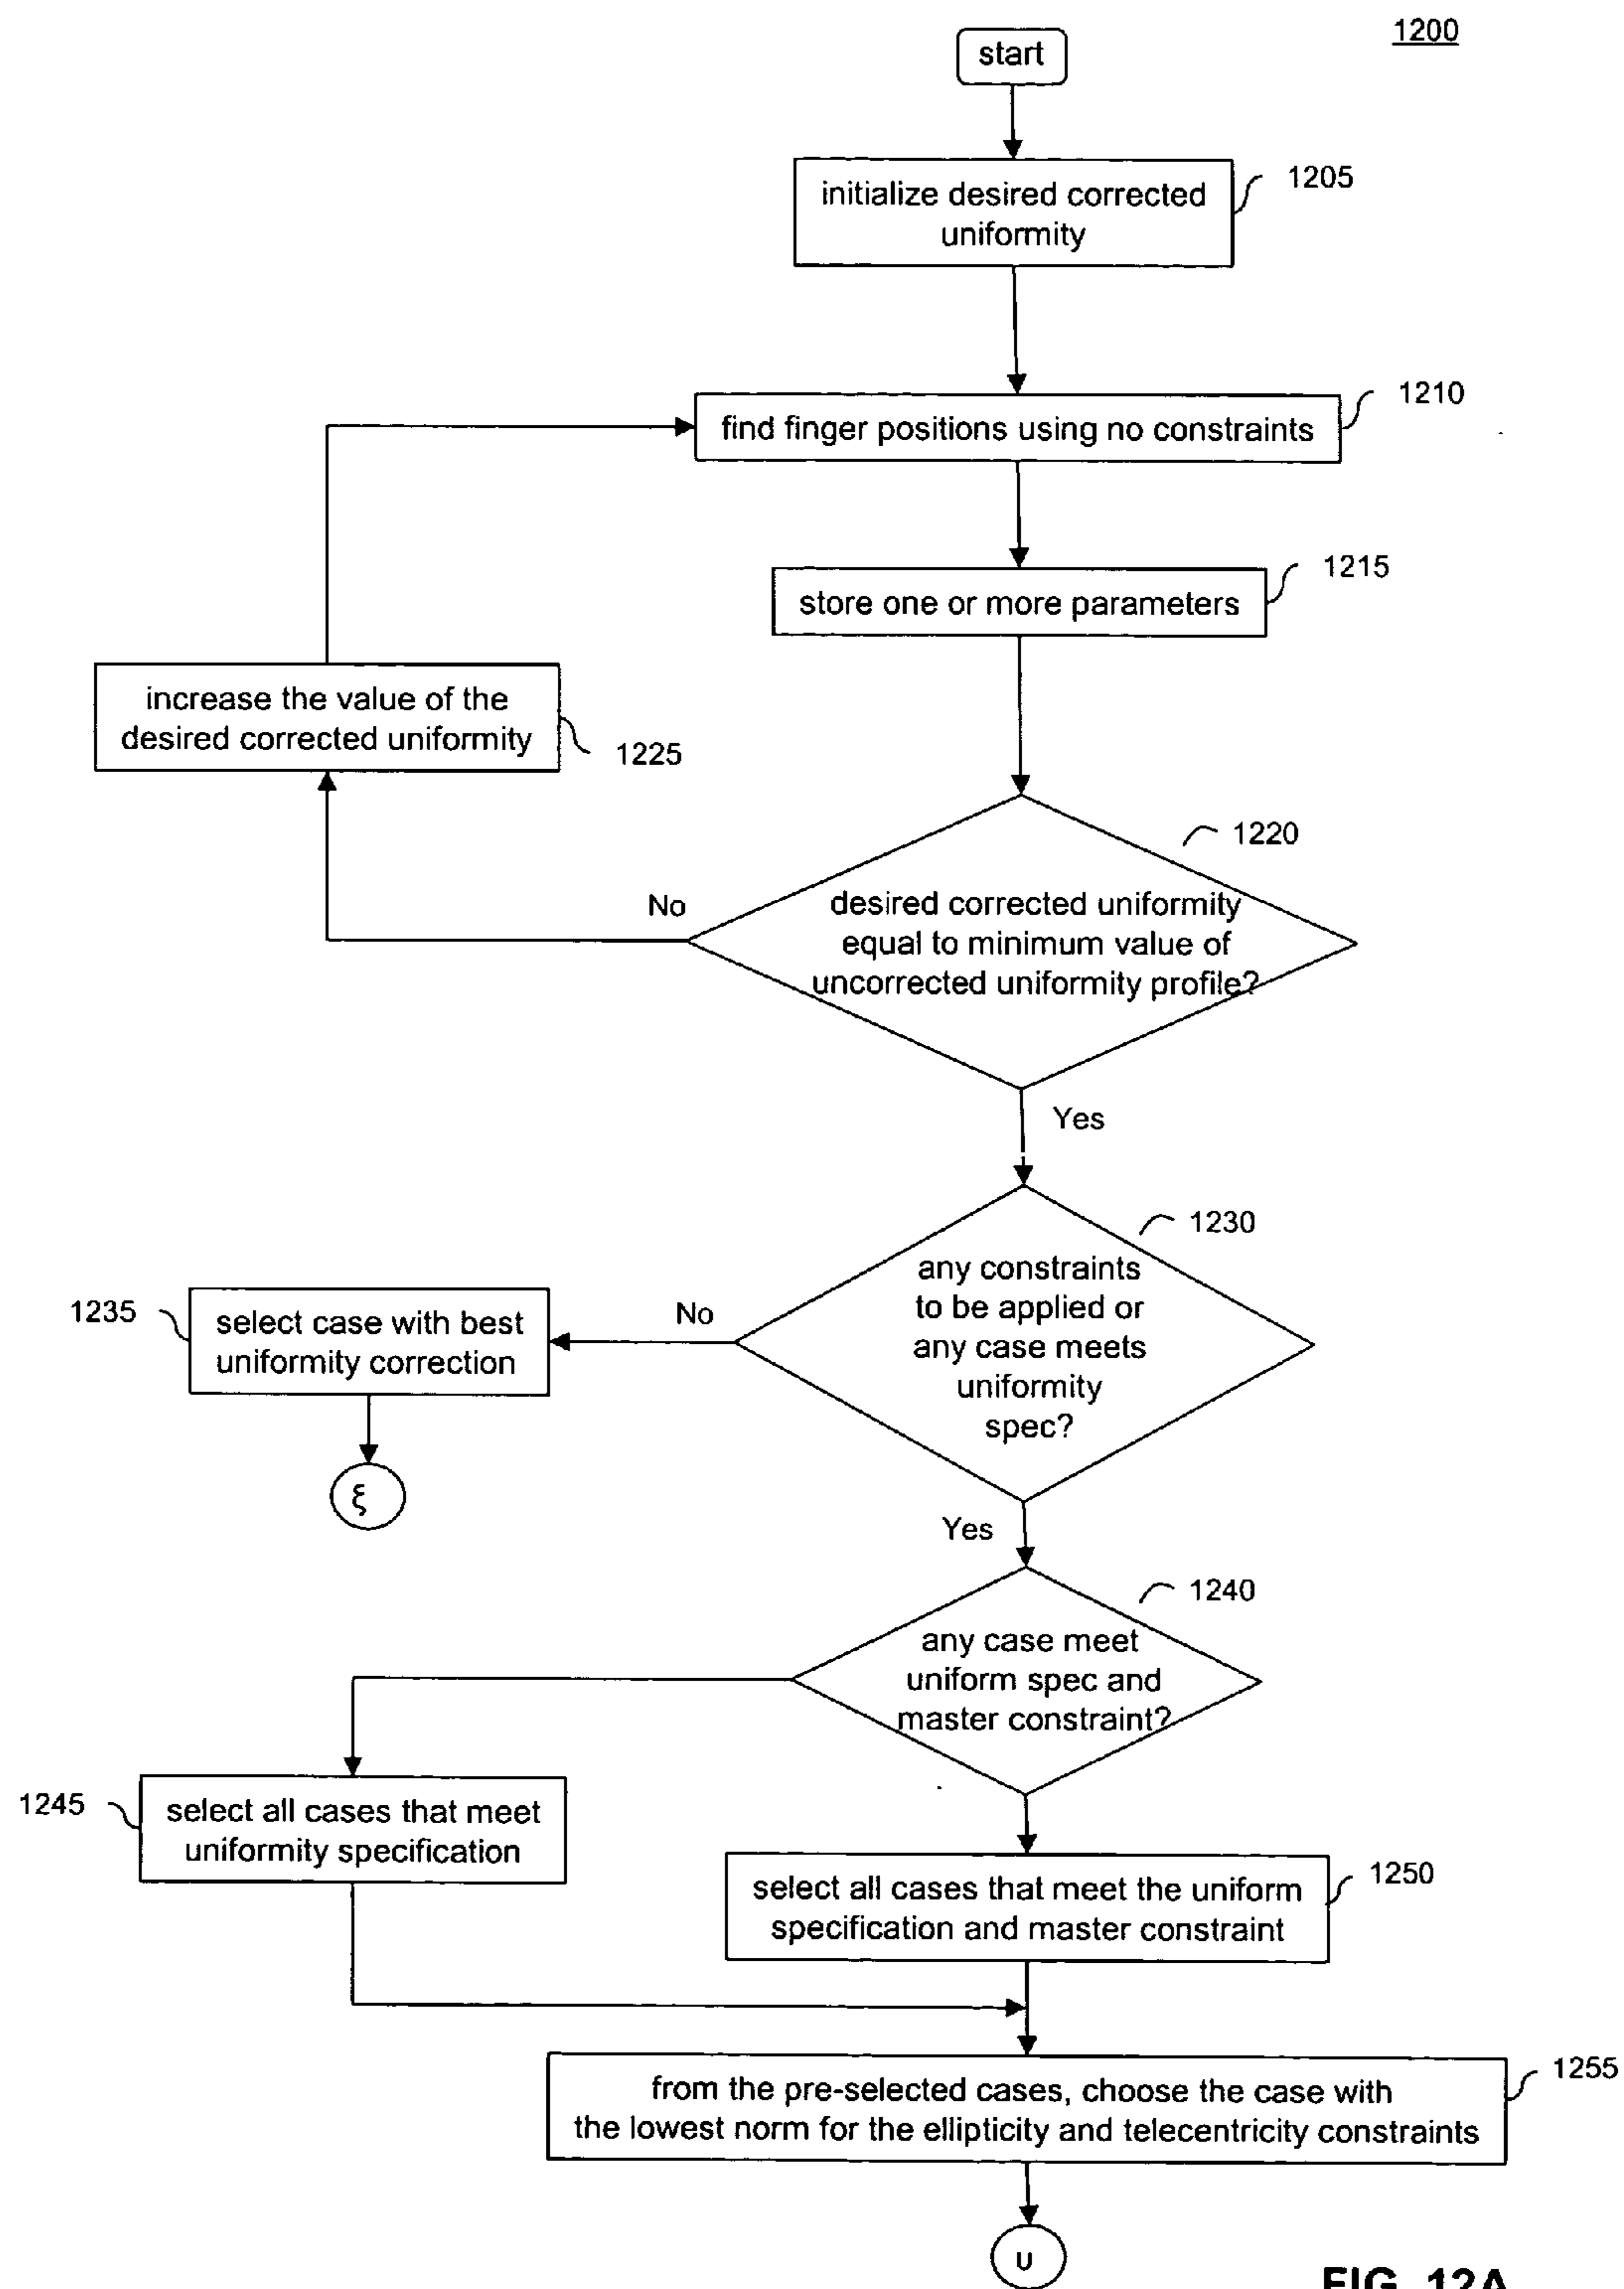 1200
start
initialize desired corrected
uniformity
1205
find finger positions using no constraints
1210
store one or more parameters
1215
increase the value of the
desired corrected uniformity
1225
1220
No
desired corrected uniformity
equal to minimum value of
uncorrected uniformity profile?
Yes
1230
any constraints
to be applied or
any case meets
uniformity
spec?
No
1235
select case with best
uniformity correction
ξ
Yes
1240
any case meet
uniform spec and
master constraint?
1245
select all cases that meet
uniformity specification
1250
select all cases that meet the uniform
specification and master constraint
1255
from the pre-selected cases, choose the case with
the lowest norm for the ellipticity and telecentricity constraints
υ
FIG. 12A